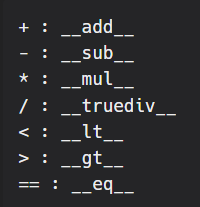 + : __add__
- : __sub__
* : __mul__
/ : __truediv__
< : __lt__
> : __gt__
== : __eq__